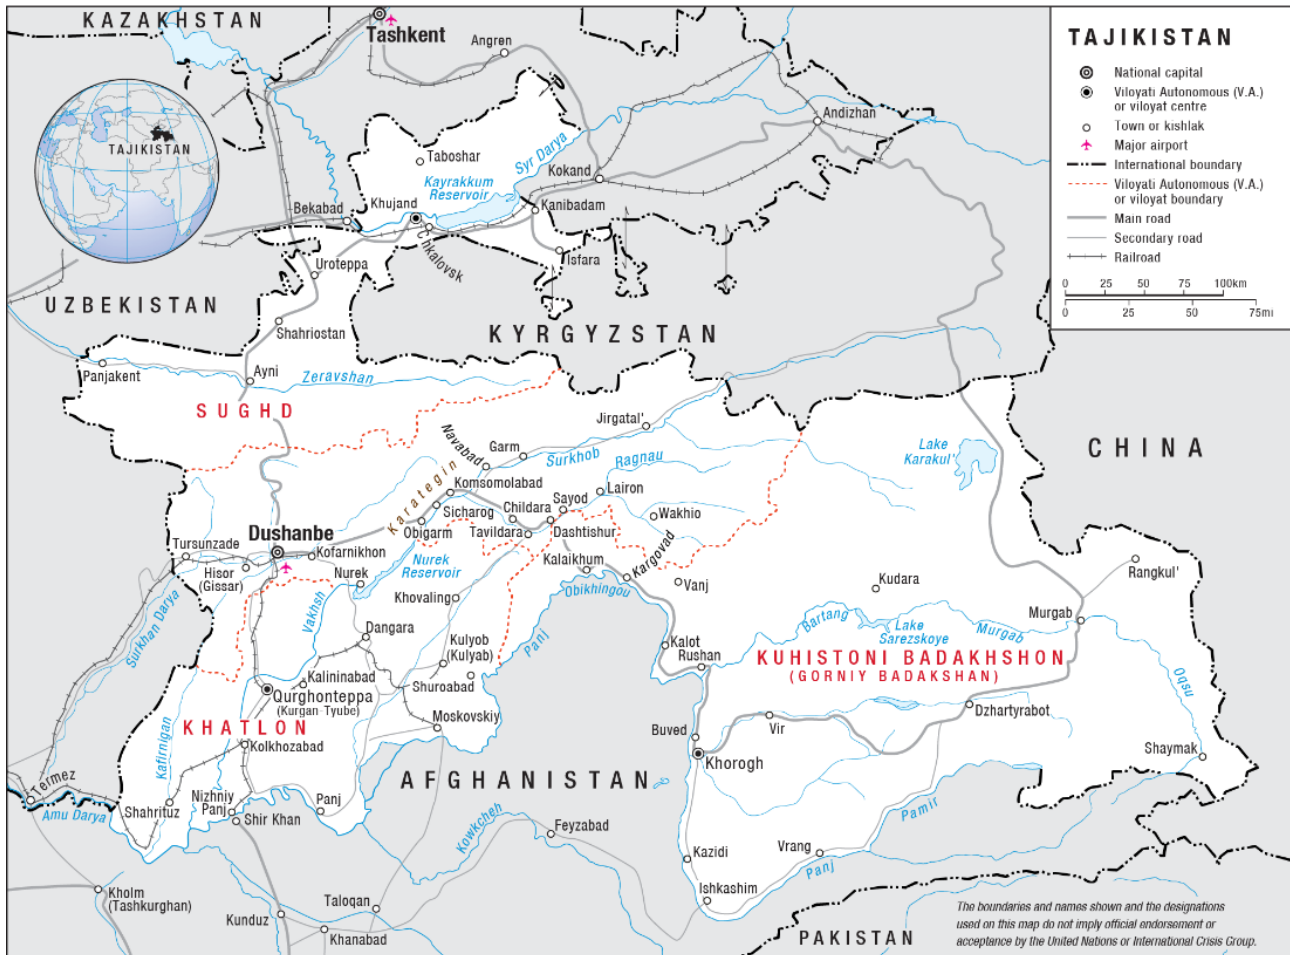 KAZAKHSTAN
Tashkent
Angren
Andizhan
TAJIKISTAN
Taboshar
Syr Darya
Kayrakkum
Reservoir
Kokand
Bekabad
Khujand
Kanibadam
Chkalovsk
Isfara
Uroteppa
UZBEKISTAN
Shahriostan
KYRGYZSTAN
Panjakent
Ayni
Zeravshan
SUGHD
Jirgatal'
Navabad
Garm
Surkhob
Ragnau
Lake
Karakul'
CHINA
Karategin
Komsomolabad
Lairon
Sayod
Childara
Sicharog
Wakhio
Obigarm
Tavildara
Dashtishur
Dushanbe
Tursunzade
Kofarnikhon
Hisor
(Gissar)
Nurek
Nurek
Reservoir
Kalaikhum
Kargovad
Vanj
Obikhingou
Kudara
Rangkul'
Khovaling
Vakhsh
Surkhan Darya
Dangara
Kulyob
(Kulyab)
Panj
Kalot
Rushan
Bartang
Lake
Sarezskoye
Murgab
Murgab
KUHISTONI BADAKHSHON
(GORNIY BADAKSHAN)
Oqsu
Kalininabad
Shuroabad
Qurghonteppa
(Kurgan-Tyube)
KHATLON
Moskovskiy
Kolkhozabad
Kafirnigan
Buved
Vir
Dzhartyrabot
Khorogh
Shaymak
AFGHANISTAN
Termez
Amu Darya
Shahrituz
Nizhniy
Panj
Shir Khan
Panj
Kowkcheh
Feyzabad
Pamir
Kazidi
Vrang
Panj
Ishkashim
Kholm
(Tashkurghan)
Kunduz
Taloqan
Khanabad
PAKISTAN
TAJIKISTAN
National capital
Viloyati Autonomous (V.A.)
or viloyat centre
Town or kishlak
Major airport
International boundary
Viloyati Autonomous (V.A.)
or viloyat boundary
Main road
Secondary road
Railroad
0 25 50 75 100km
0 25 50 75mi
The boundaries and names shown and the designations
used on this map do not imply official endorsement or
acceptance by the United Nations or International Crisis Group.